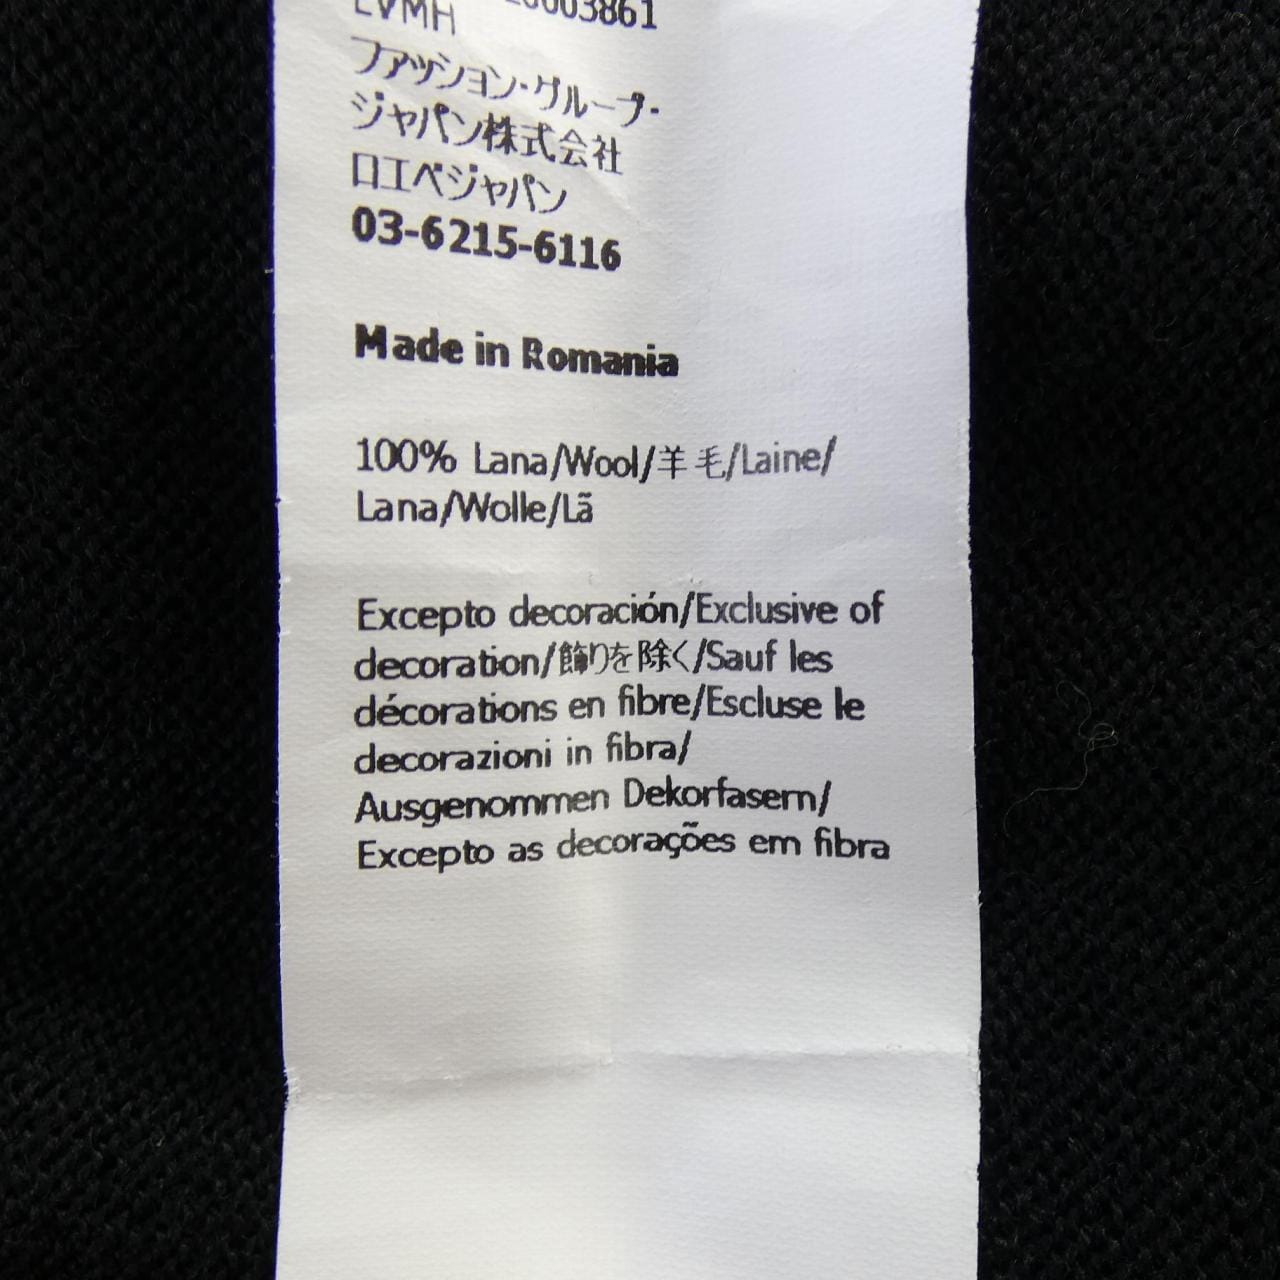 LVMH
ファッション・グループ・
ジャパン株式会社
ロエベジャパン
03-6215-6116
Made in Romania
100% Lana/Wool/羊毛/Laine/
Lana/Wolle/Lã
Excepto decoración/Exclusive of
decoration/飾りを除く/Sauf les
décorations en fibre/Escluse le
decorazioni in fibra/
Ausgenommen Dekorfasern/
Excepto as decorações em fibra